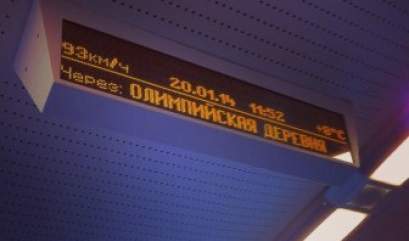 93км/ч 20.01.14 11:52 +8°C
Через: ОЛИМПИЙСКАЯ ДЕРЕВНЯ